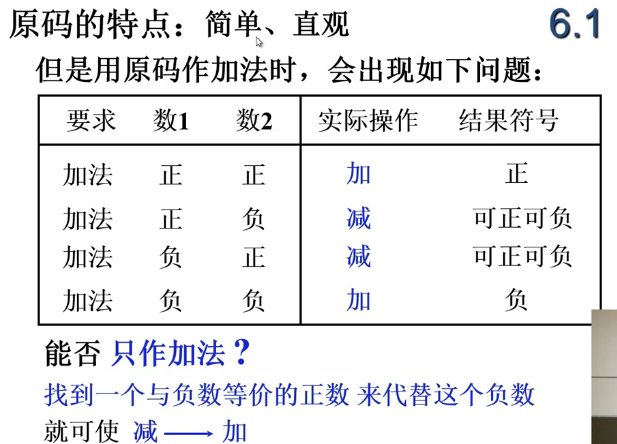 原码的特点：简单、直观 6.1
但是用原码作加法时，会出现如下问题：
要求 数1 数2 实际操作 结果符号
加法 正 正 加 正
加法 正 负 减 可正可负
加法 负 正 减 可正可负
加法 负 负 加 负
能否 只作加法？
找到一个与负数等价的正数 来代替这个负数
就可使 减 → 加